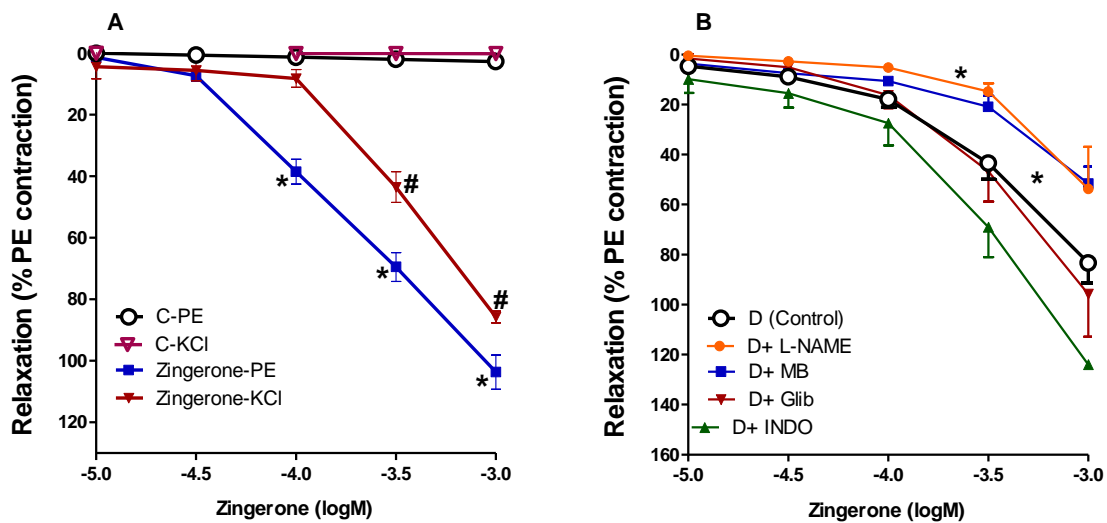 A
Relaxation (% PE contraction)
0
20
40
60
80
100
120
*
*
*
#
#
C-PE
C-KCl
Zingerone-PE
Zingerone-KCl
-5.0 -4.5 -4.0 -3.5 -3.0
Zingerone (logM)
B
Relaxation (% PE contraction)
0
20
40
60
80
100
120
140
160
*
*
D (Control)
D+ L-NAME
D+ MB
D+ Glib
D+ INDO
-5.0 -4.5 -4.0 -3.5 -3.0
Zingerone (logM)